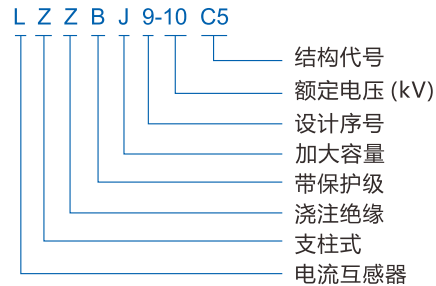 L Z Z B J 9-10 C5
结构代号
额定电压 (kV)
设计序号
加大容量
带保护级
浇注绝缘
支柱式
电流互感器